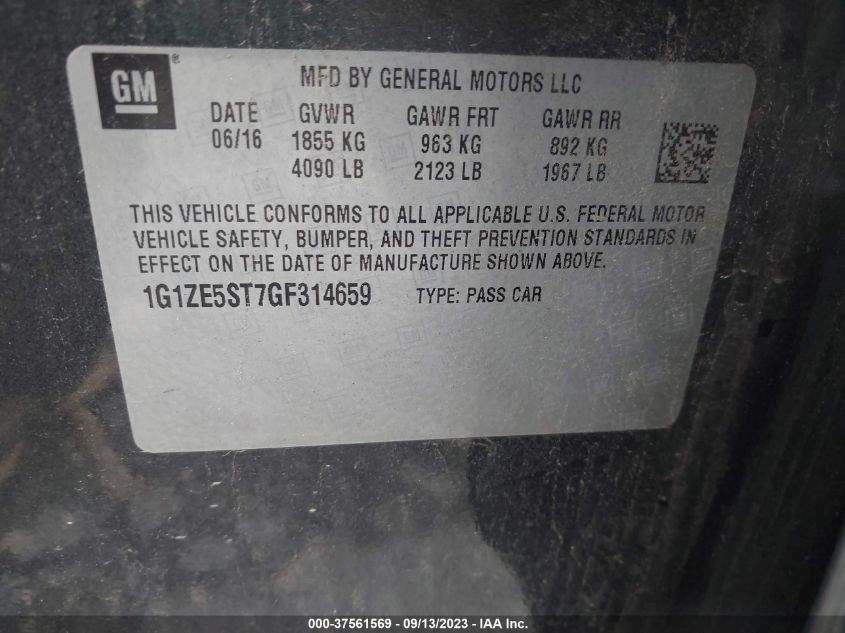 GM®
MFD BY GENERAL MOTORS LLC
DATE GVWR GAWR FRT GAWR RR
06/16 1855 KG 963 KG 892 KG
4090 LB 2123 LB 1967 LB
THIS VEHICLE CONFORMS TO ALL APPLICABLE U.S. FEDERAL MOTOR
VEHICLE SAFETY, BUMPER, AND THEFT PREVENTION STANDARDS IN
EFFECT ON THE DATE OF MANUFACTURE SHOWN ABOVE.
1G1ZE5ST7GF314659 TYPE: PASS CAR
000-37561569 - 09/13/2023 - IAA Inc.